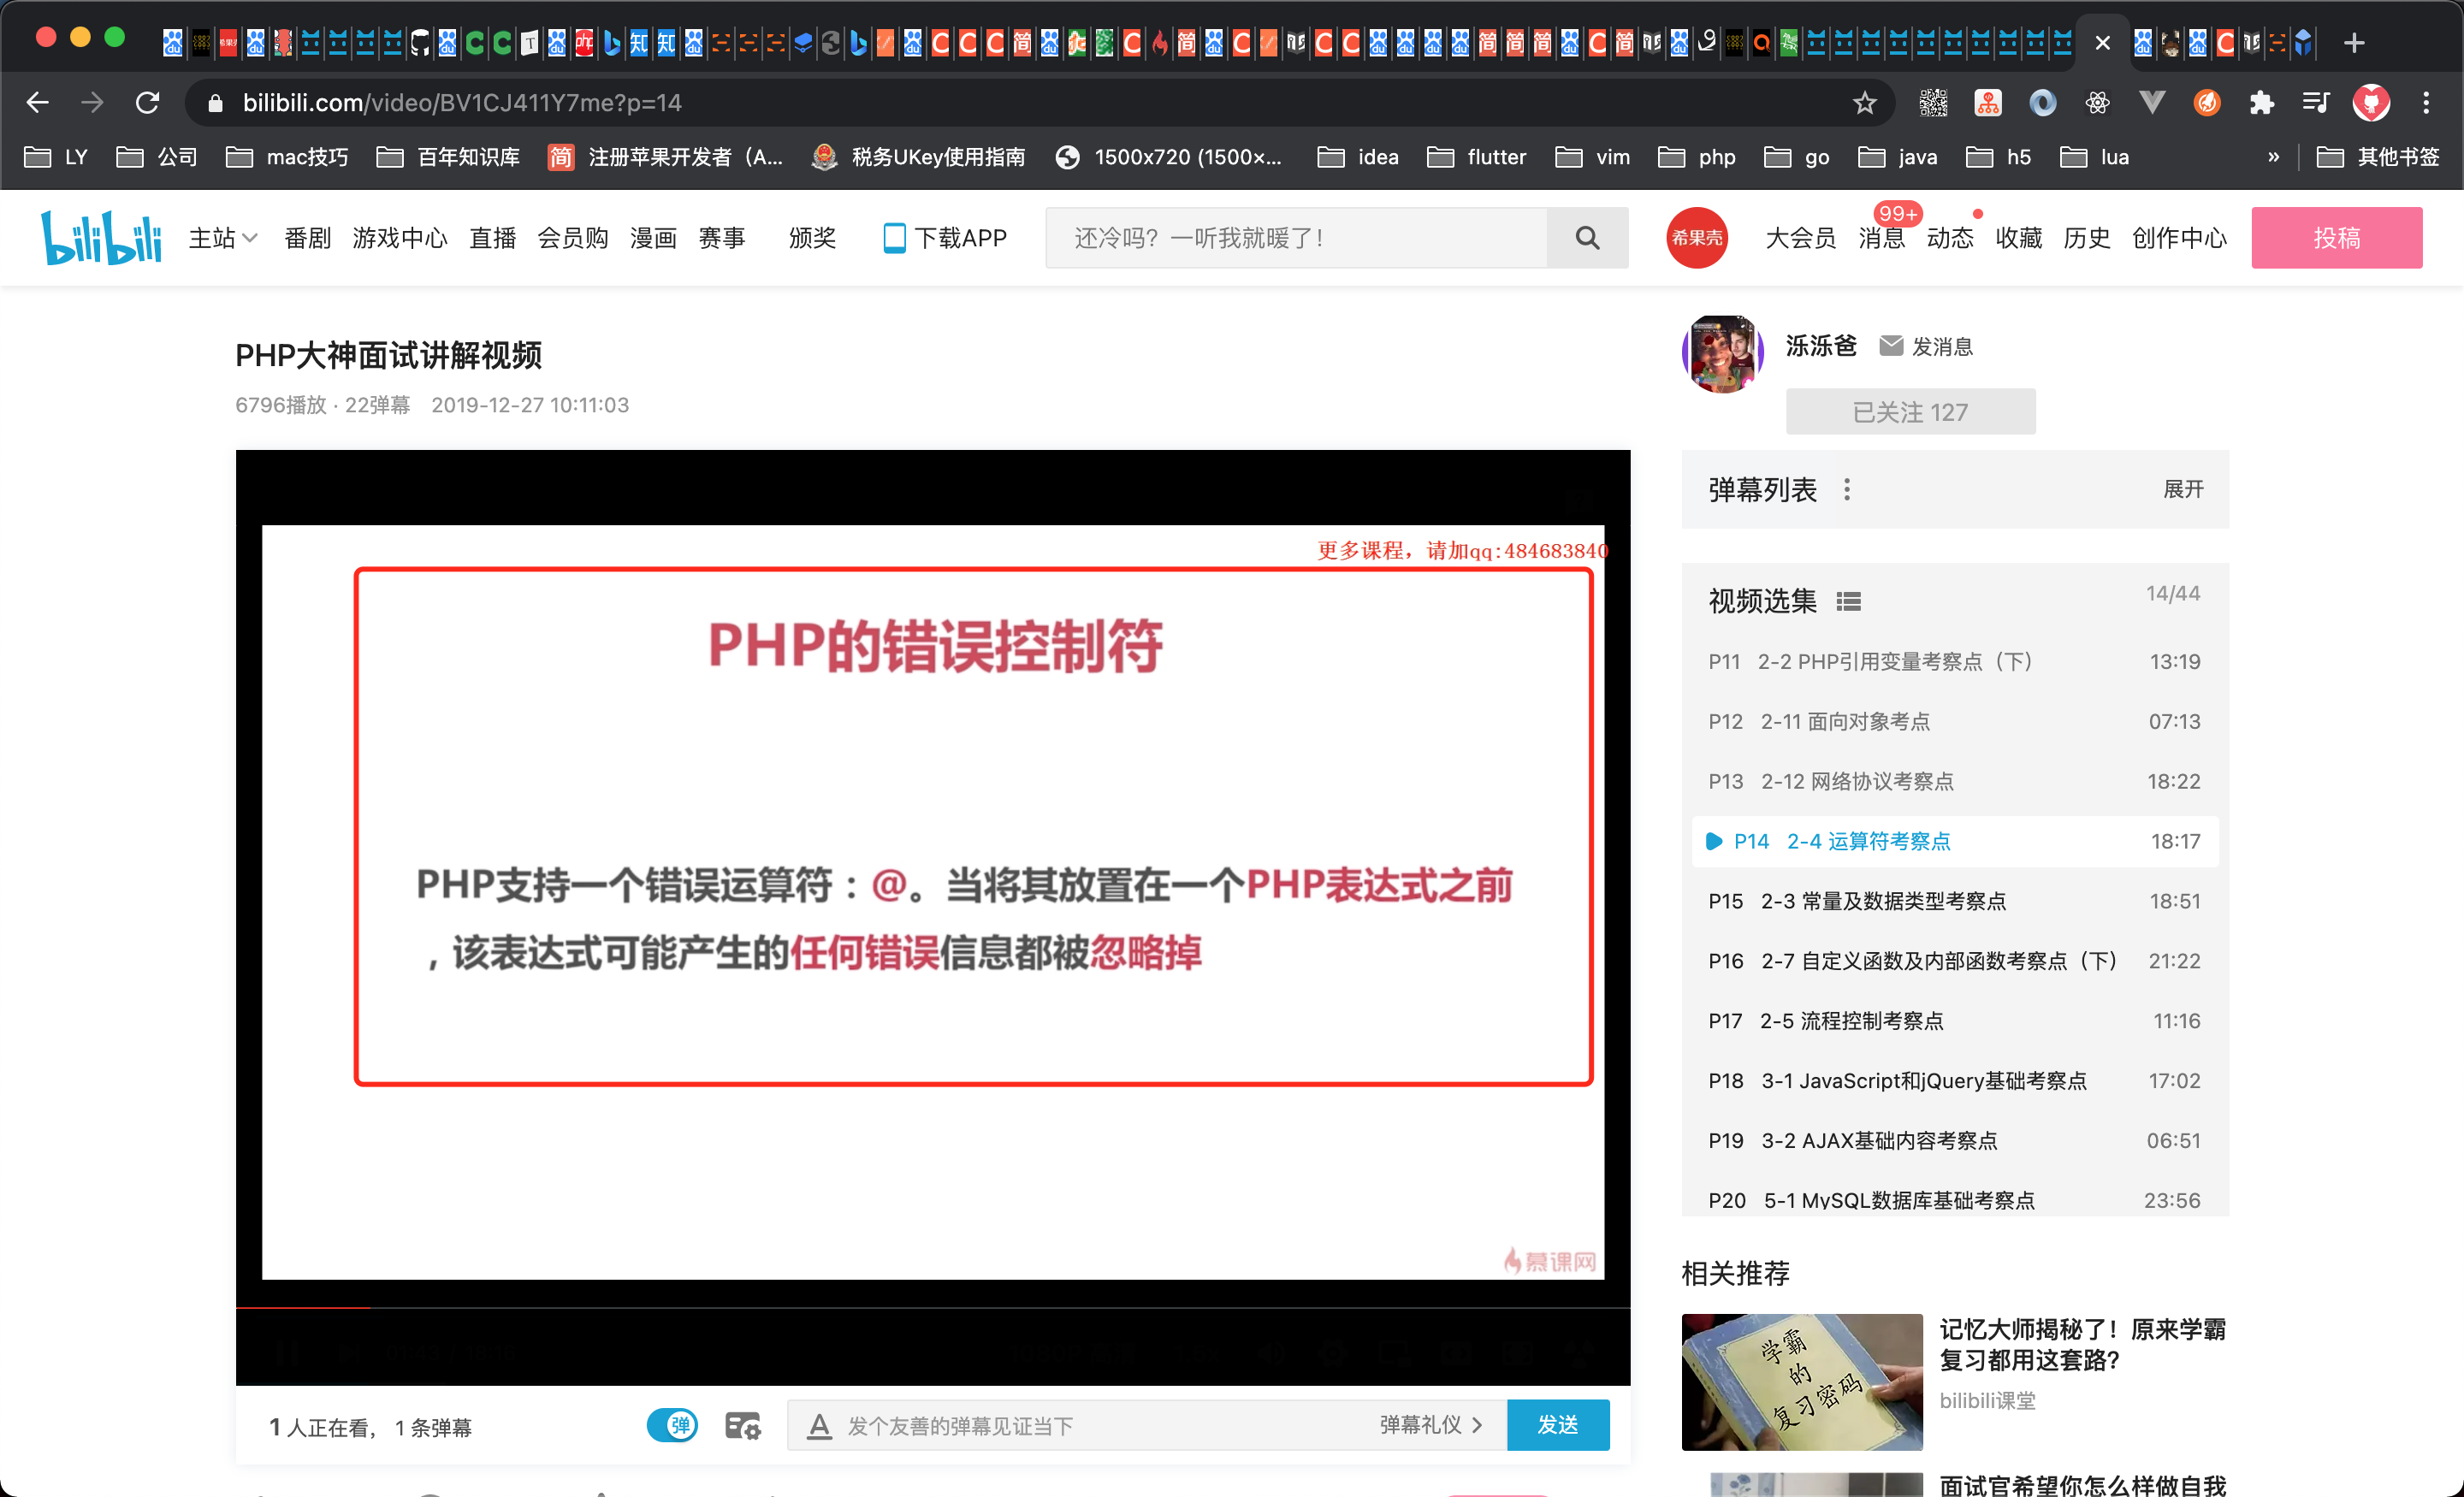 bilibili.com/video/BV1CJ411Y7me?p=14
LY
公司
mac技巧
百年知识库
简 注册苹果开发者（A...
税务UKey使用指南
1500x720 (1500×...
idea
flutter
vim
php
go
java
h5
lua
»
其他书签
bilibili
主站
番剧
游戏中心
直播
会员购
漫画
赛事
颁奖
下载APP
还冷吗？一听我就暖了！
希果壳
大会员
消息
99+
动态
收藏
历史
创作中心
投稿
PHP大神面试讲解视频
6796播放 · 22弹幕 2019-12-27 10:11:03
泺泺爸
发消息
已关注 127
更多课程，请加qq:484683840
PHP的错误控制符
PHP支持一个错误运算符：@。当将其放置在一个PHP表达式之前
，该表达式可能产生的任何错误信息都被忽略掉
慕课网
1 人正在看， 1 条弹幕
弹
发个友善的弹幕见证当下
弹幕礼仪
发送
弹幕列表
展开
视频选集
14/44
P11 2-2 PHP引用变量考察点（下） 13:19
P12 2-11 面向对象考点 07:13
P13 2-12 网络协议考察点 18:22
P14 2-4 运算符考察点 18:17
P15 2-3 常量及数据类型考察点 18:51
P16 2-7 自定义函数及内部函数考察点（下） 21:22
P17 2-5 流程控制考察点 11:16
P18 3-1 JavaScript和jQuery基础考察点 17:02
P19 3-2 AJAX基础内容考察点 06:51
P20 5-1 MySQL数据库基础考察点 23:56
相关推荐
学霸
的
复习密码
记忆大师揭秘了！原来学霸
复习都用这套路？
bilibili课堂
面试官希望你怎么样做自我